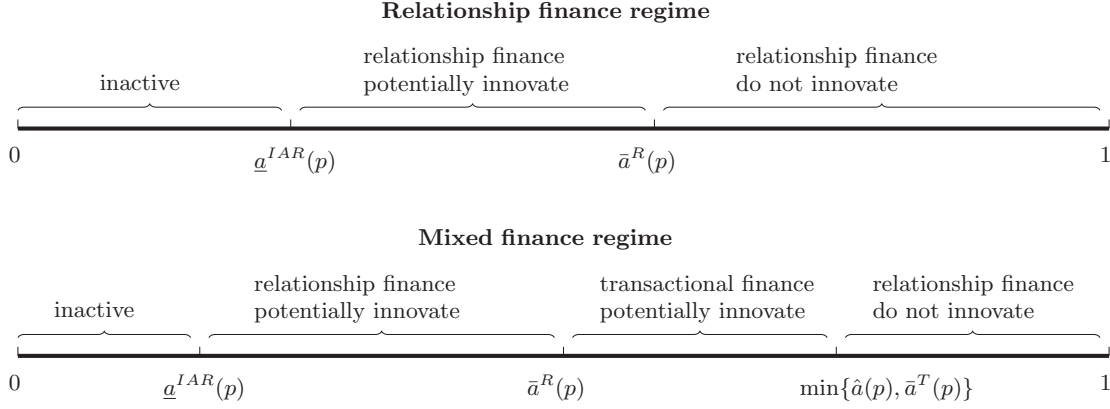 Relationship finance regime
relationship finance relationship finance
inactive potentially innovate do not innovate
0 a̲^{IAR}(p) ā^R(p) 1
Mixed finance regime
relationship finance transactional finance relationship finance
inactive potentially innovate potentially innovate do not innovate
0 a̲^{IAR}(p) ā^R(p) min{â(p), ā^T(p)} 1